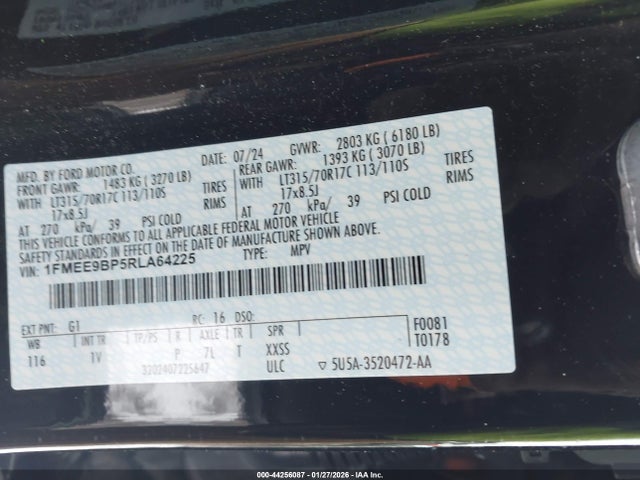 MFD. BY FORD MOTOR CO. DATE: 07/24 GVWR: 2803 KG ( 6180 LB)
FRONT GAWR: 1483 KG ( 3270 LB) REAR GAWR: 1393 KG ( 3070 LB)
WITH LT315/70R17C 113/110S TIRES WITH LT315/70R17C 113/110S TIRES
17x8.5J RIMS 17x8.5J RIMS
AT 270 kPa/ 39 PSI COLD AT 270 kPa/ 39 PSI COLD
THIS VEHICLE CONFORMS TO ALL APPLICABLE FEDERAL MOTOR VEHICLE
SAFETY STANDARDS IN EFFECT ON THE DATE OF MANUFACTURE SHOWN ABOVE.
VIN: 1FMEE9BP5RLA64225 TYPE: MPV
EXT PNT: G1 RC: 16 DSO: F0081
WB INT TR TP/PS R AXLE TR SPR T0178
116 1V P 7L T XXSS
3202407225647 ULC ▽ 5U5A-3520472-AA
000-44256087 - 01/27/2026 - IAA Inc.